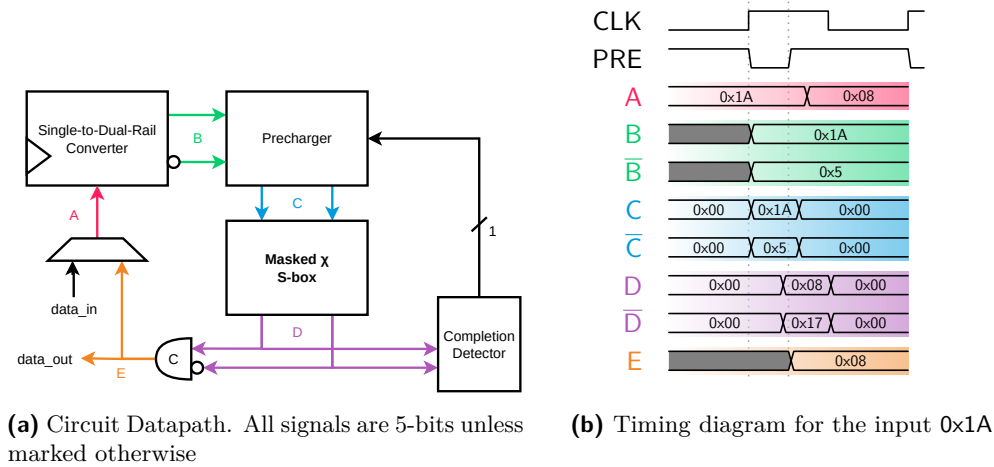 Single-to-Dual-Rail
Converter
B
Precharger
A
C
1
Masked χ
S-box
data_in
D
Completion
Detector
C
data_out
E
(a) Circuit Datapath. All signals are 5-bits unless
marked otherwise
CLK
PRE
A 0x1A 0x08
B 0x1A
B̅ 0x5
C 0x00 0x1A 0x00
C̅ 0x00 0x5 0x00
D 0x00 0x08 0x00
D̅ 0x00 0x17 0x00
E 0x08
(b) Timing diagram for the input 0x1A